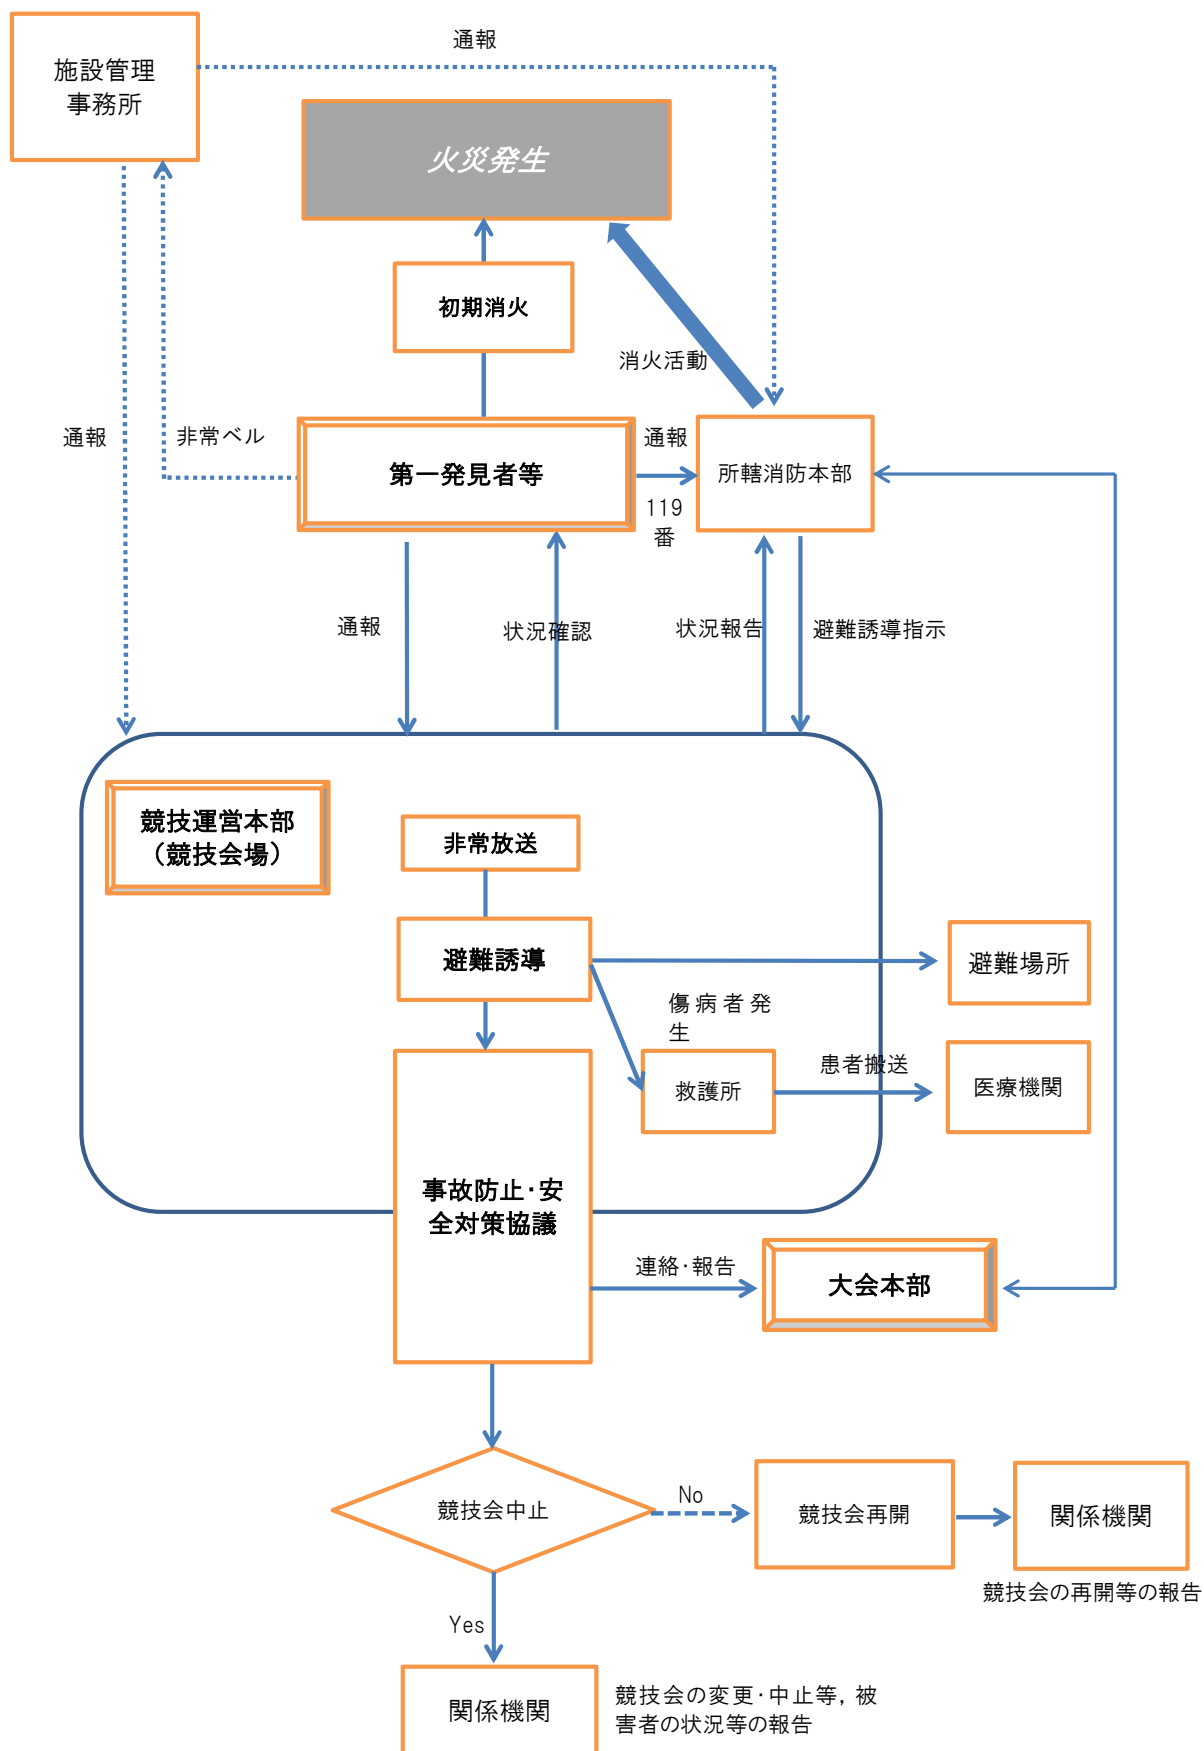 通報
施設管理
事務所
火災発生
初期消火
消火活動
通報
非常ベル
第一発見者等
通報
119
番
所轄消防本部
通報
状況確認
状況報告
避難誘導指示
競技運営本部
（競技会場）
非常放送
避難誘導
避難場所
傷病者発
生
救護所
患者搬送
医療機関
事故防止・安
全対策協議
連絡・報告
大会本部
競技会中止
No
競技会再開
関係機関
競技会の再開等の報告
Yes
関係機関
競技会の変更・中止等，被
害者の状況等の報告